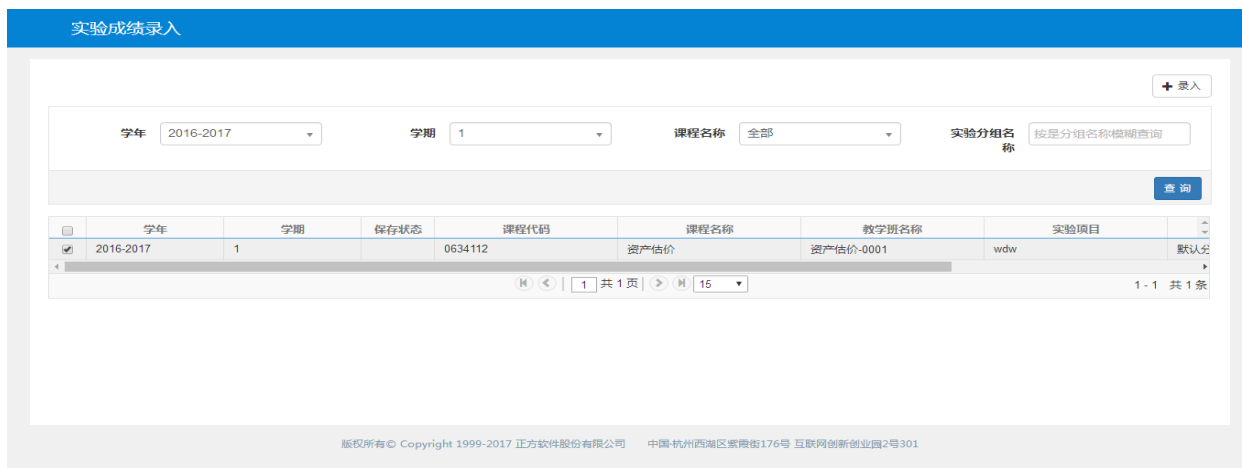 实验成绩录入
录入
学年 2016-2017 学期 1 课程名称 全部 实验分组名称 按是分组名称模糊查询
查 询
学年 学期 保存状态 课程代码 课程名称 教学班名称 实验项目
2016-2017 1 0634112 资产估价 资产估价-0001 wdw 默认分
1 共 1 页 15 1 - 1 共 1 条
版权所有© Copyright 1999-2017 正方软件股份有限公司 中国·杭州西湖区紫霞街176号 互联网创新创业园2号301